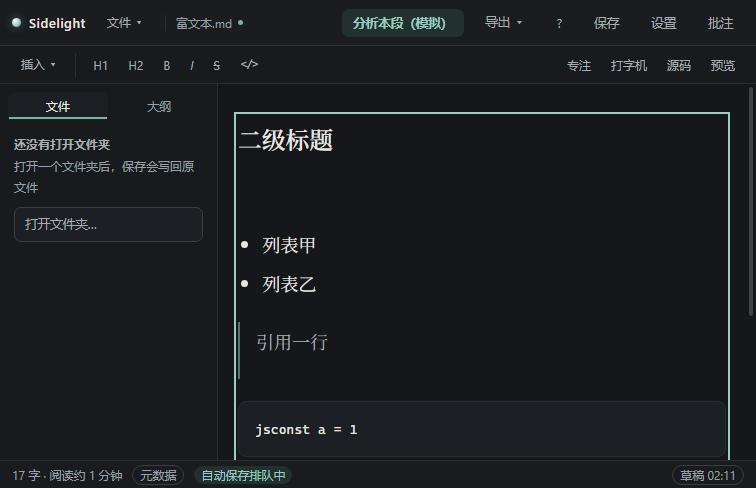 Sidelight 文件 富文本.md 分析本段（模拟） 导出 ? 保存 设置 批注
插入 H1 H2 B I S </> 专注 打字机 源码 预览
文件 大纲
还没有打开文件夹
打开一个文件夹后，保存会写回原
文件
打开文件夹…
二级标题
列表甲
列表乙
引用一行
jsconst a = 1
17 字 · 阅读约 1 分钟 元数据 自动保存排队中 草稿 02:11